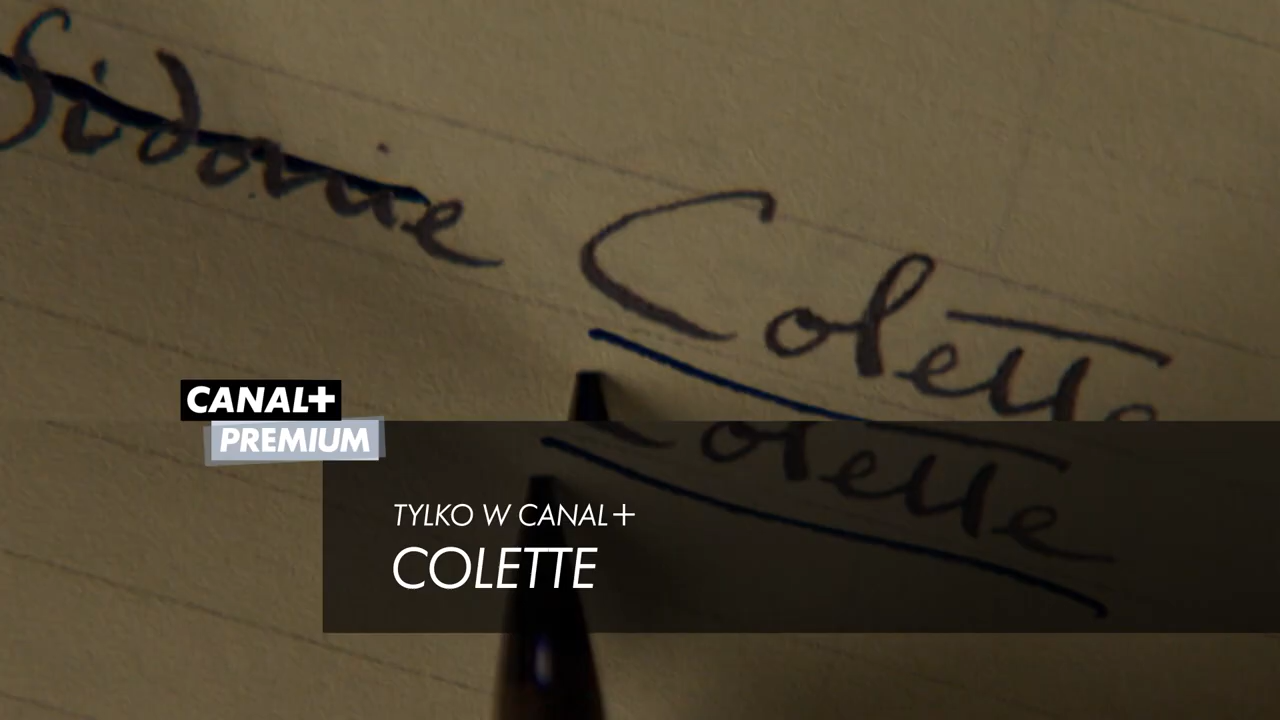 Sidonie Colette
CANAL+
PREMIUM
Colette
TYLKO W CANAL+
COLETTE